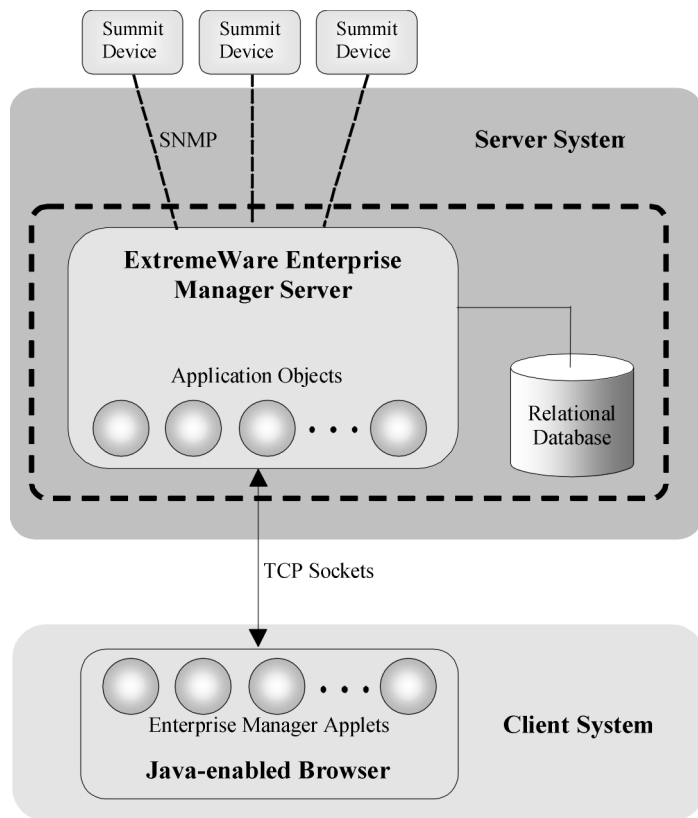 Summit
Device
Summit
Device
Summit
Device
SNMP
Server System
ExtremeWare Enterprise
Manager Server
Application Objects
Relational
Database
TCP Sockets
Enterprise Manager Applets
Java-enabled Browser
Client System